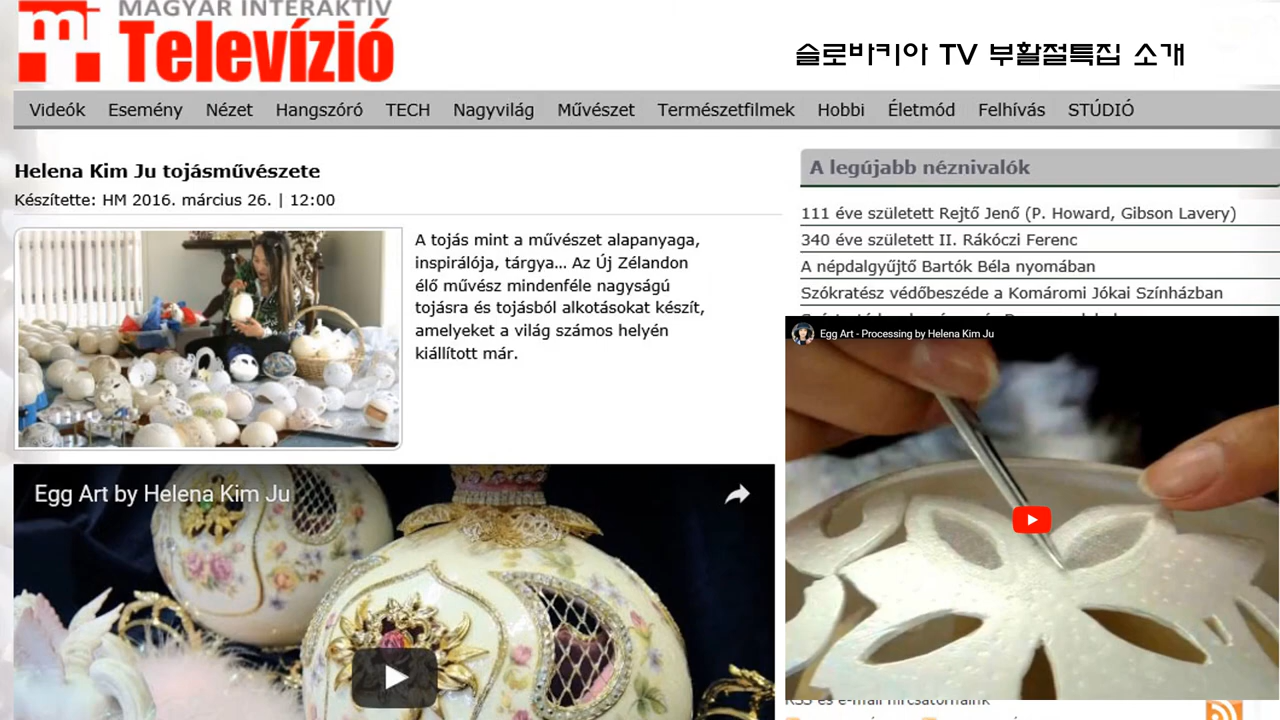 MAGYAR INTERAKTÍV
mi Televízió
슬로바키아 TV 부활절특집 소개
Videók Esemény Nézet Hangszóró TECH Nagyvilág Művészet Természetfilmek Hobbi Életmód Felhívás STÚDIÓ
Helena Kim Ju tojásművészete
Készítette: HM 2016. március 26. | 12:00
A tojás mint a művészet alapanyaga,
inspirálója, tárgya... Az Új Zélandon
élő művész mindenféle nagyságú
tojásra és tojásból alkotásokat készít,
amelyeket a világ számos helyén
kiállított már.
Egg Art by Helena Kim Ju
A legújabb néznivalók
111 éve született Rejtő Jenő (P. Howard, Gibson Lavery)
340 éve született II. Rákóczi Ferenc
A népdalgyűjtő Bartók Béla nyomában
Szókratész védőbeszéde a Komáromi Jókai Színházban
Egg Art - Processing by Helena Kim Ju
RSS és e-mail hírcsatornáink